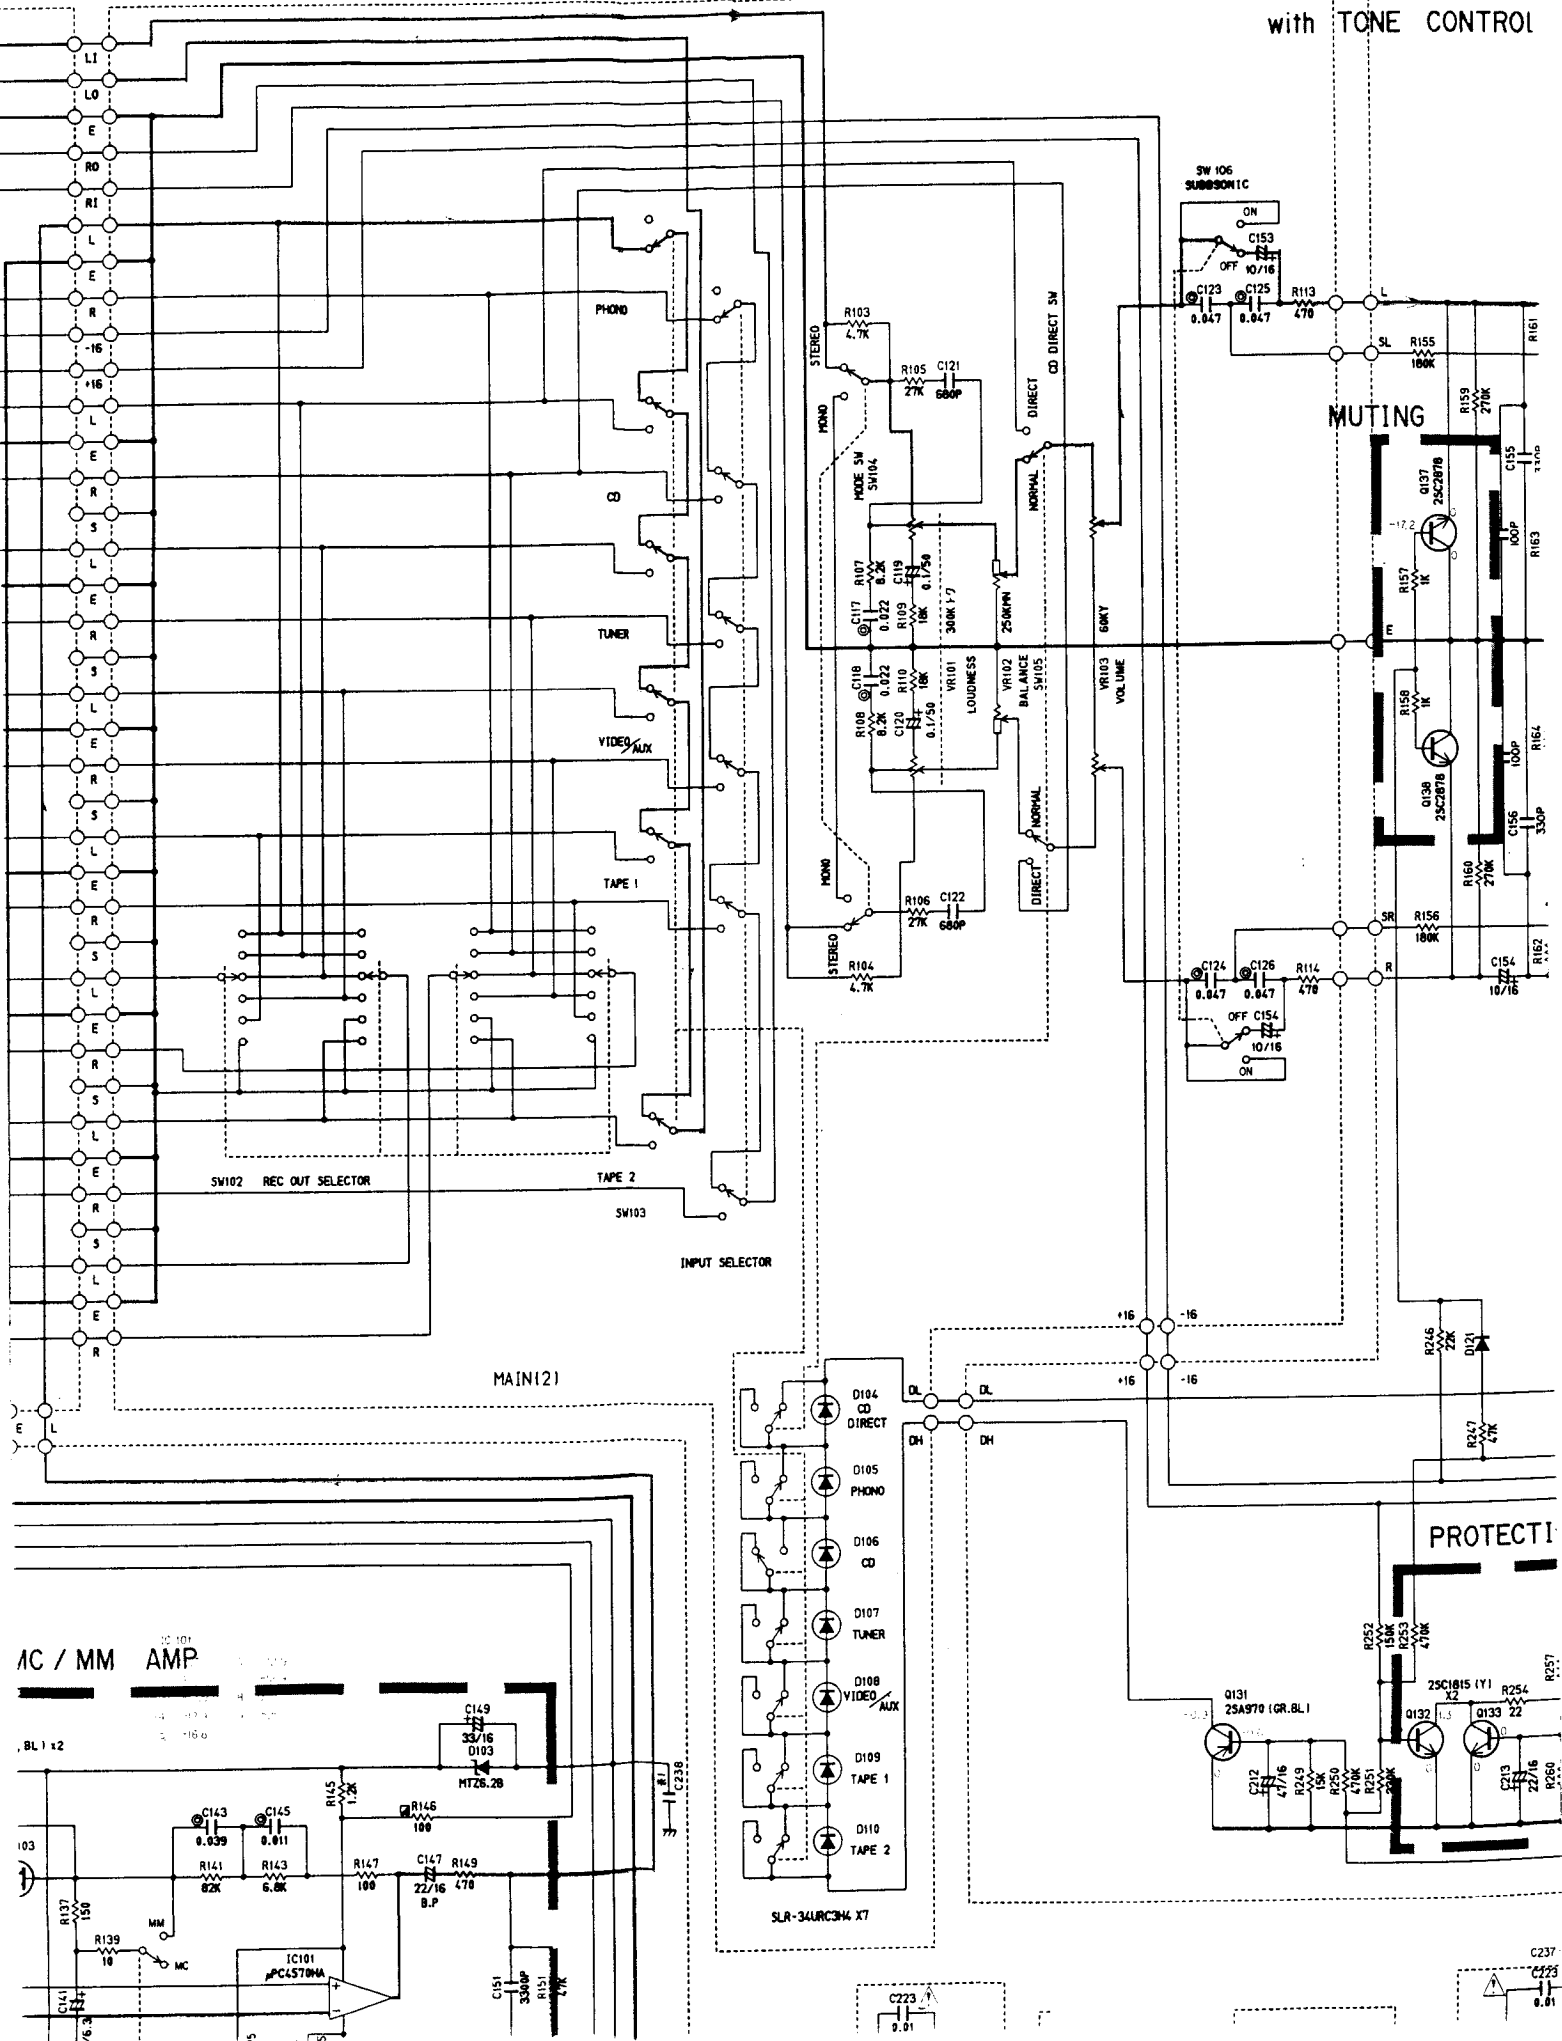 with TONE CONTROL
LI
LO
E
RO
RI
L
E
R
-16
+16
L
E
R
S
L
E
R
S
L
E
R
S
L
E
R
S
L
E
R
S
L
E
R
S
L
E
R
E L
PHONO
CD
TUNER
VIDEO/AUX
TAPE 1
TAPE 2
SW103
INPUT SELECTOR
SW102 REC OUT SELECTOR
MAIN(2)
R103
4.7K
STEREO
MONO
MODE SW
SW104
R105
27K
C121
680P
R107
8.2K
C119
0.1/50
C117
0.022
R109
18K
C118
0.022
R110
18K
R108
8.2K
C120
0.1/50
VR101
LOUDNESS
250KMN
VR102
BALANCE
SW105
60KY
VR103
VOLUME
DIRECT
NORMAL
CD DIRECT SW
NORMAL
DIRECT
MONO
STEREO
R106
27K
C122
680P
R104
4.7K
SW 106
SUBSONIC
ON
C153
OFF
10/16
C123
0.047
C125
0.047
R113
470
L
SL
R155
180K
R161
R159
270K
MUTING
Q137
2SC2878
-17.2
0
0
C155
100P
R163
R157
1K
E
R158
1K
Q138
2SC2878
100P
R164
C156
330P
R160
270K
SR
R156
180K
R162
R
C154
10/16
C124
0.047
C126
0.047
R114
470
OFF
C154
10/16
ON
+16
-16
+16
-16
R246
22K
D121
R247
47K
DL
DL
DH
DH
D104
CD
DIRECT
D105
PHONO
D106
CD
D107
TUNER
D108
VIDEO/AUX
D109
TAPE 1
D110
TAPE 2
SLR-34URC3H4 X7
PROTECTI
R252
150K
R253
470K
R257
Q131
2SA970 (GR.BL)
2SC1815 (Y)
X2
R254
22
Q132
Q133
C212
47/16
R249
15K
R250
470K
R251
C213
22/16
R260
MC / MM AMP
,BL) x2
C149
33/16
D103
MTZ6.2B
R145
1.2K
R146
100
C238
C143
0.039
C145
0.011
R141
82K
R143
6.8K
R147
100
C147
22/16
B.P
R149
470
103
R137
150
R139
10
MM
MC
IC101
µPC4570HA
+
-
C141
C151
3300P
R151
47K
C223
0.01
C237
C223
0.01